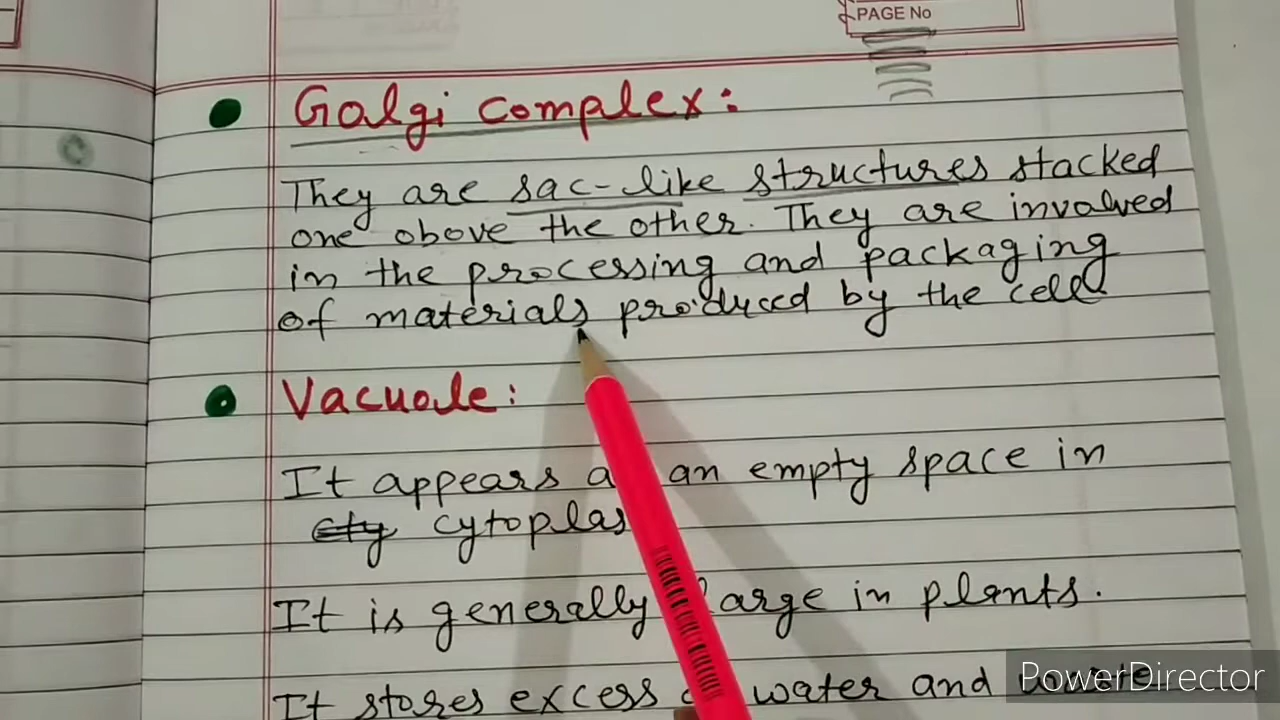 PAGE No
Golgi complex:
They are sac-like structures stacked
one above the other. They are involved
in the processing and packaging
of materials produced by the cell
Vacuole:
It appears an empty space in
cytoplas
It is generally large in plants.
It stores excess water and
PowerDirector